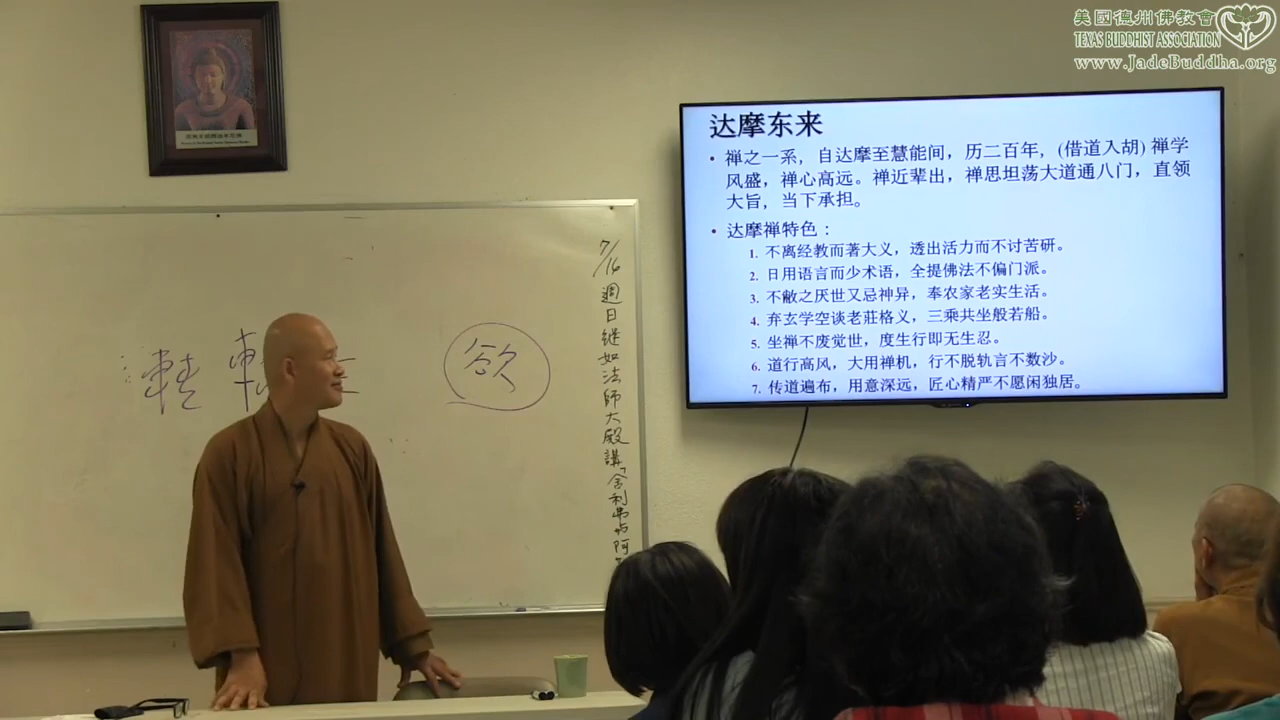 美國德州佛教會
TEXAS BUDDHIST ASSOCIATION
www.JadeBuddha.org
达摩东来
• 禅之一系，自达摩至慧能间，历二百年，(借道入胡) 禅学
风盛，禅心高远。禅近辈出，禅思坦荡大道通八门，直领
大旨，当下承担。
• 达摩禅特色：
1. 不离经教而著大义，透出活力而不讨苦研。
2. 日用语言而少术语，全提佛法不偏门派。
3. 不敝之厌世又忌神异，奉农家老实生活。
4. 弃玄学空谈老莊格义，三乘共坐般若船。
5. 坐禅不废觉世，度生行即无生忍。
6. 道行高风，大用禅机，行不脱轨言不数沙。
7. 传道遍布，用意深远，匠心精严不愿闲独居。
欲
7/16 週日继如法師大殿講「舍利弗与阿